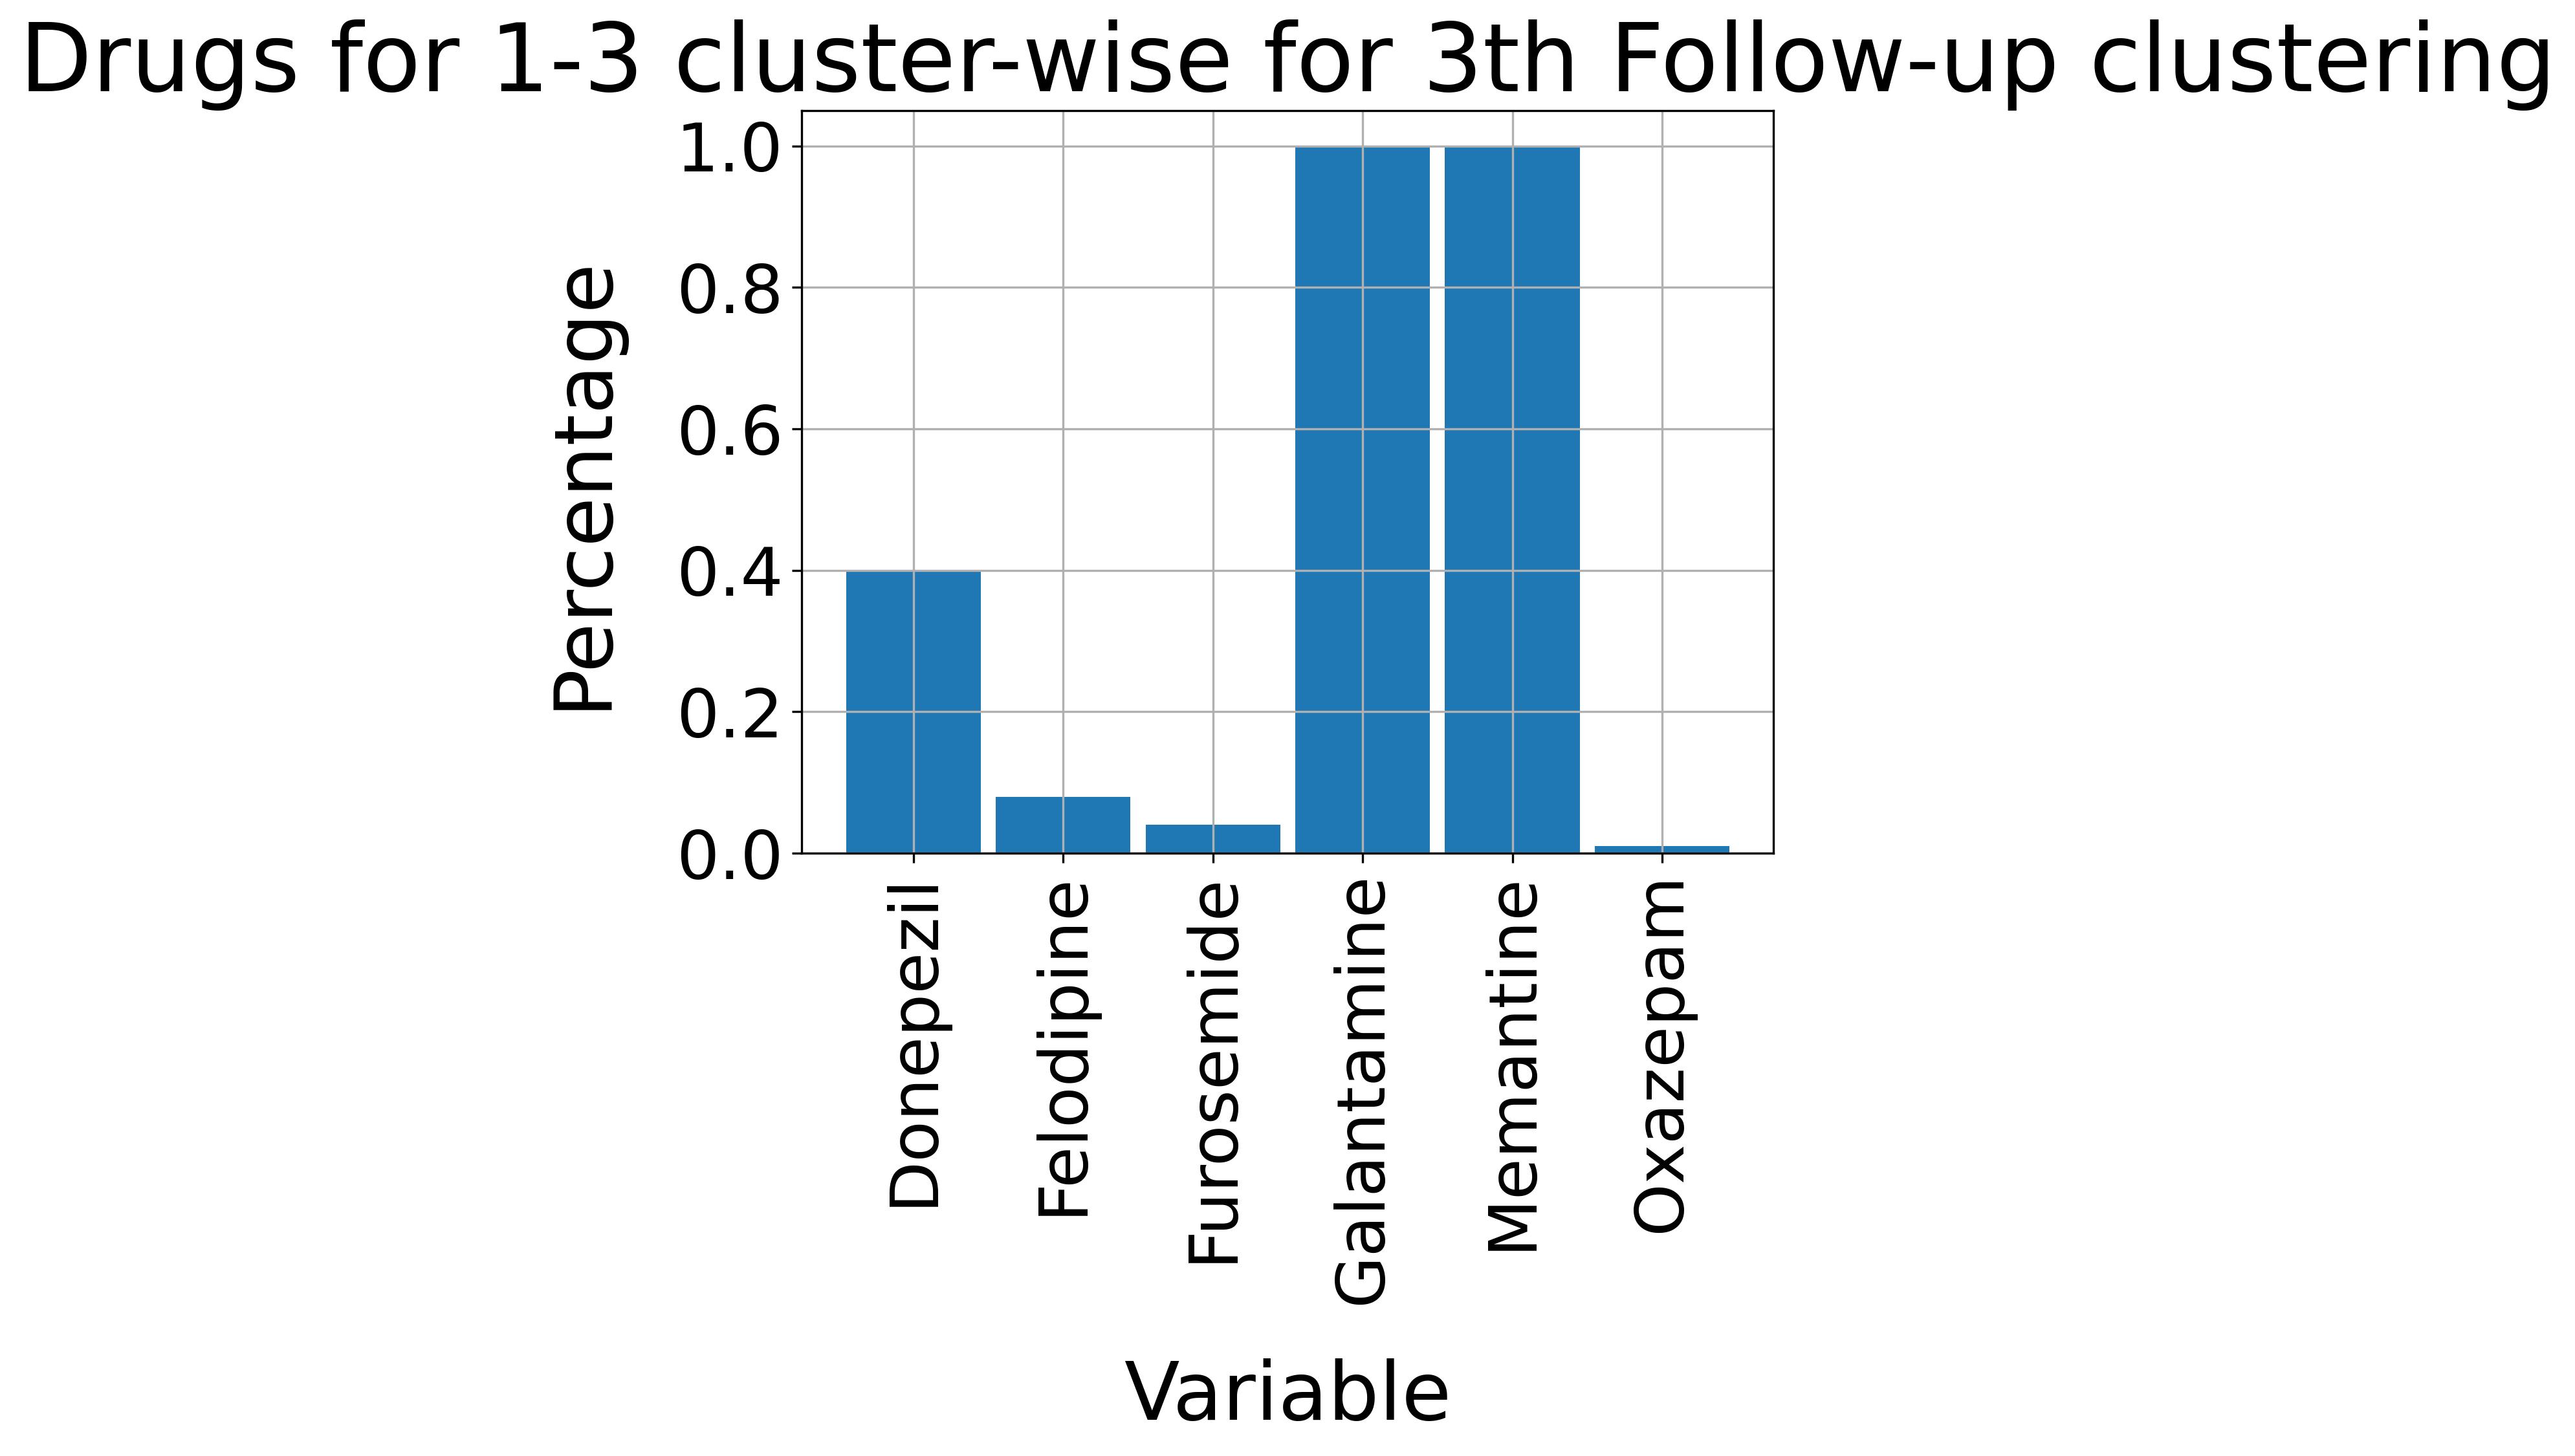 Drugs for 1-3 cluster-wise for 3th Follow-up clustering
Percentage
1.0
0.8
0.6
0.4
0.2
0.0
Donepezil
Felodipine
Furosemide
Galantamine
Memantine
Oxazepam
Variable